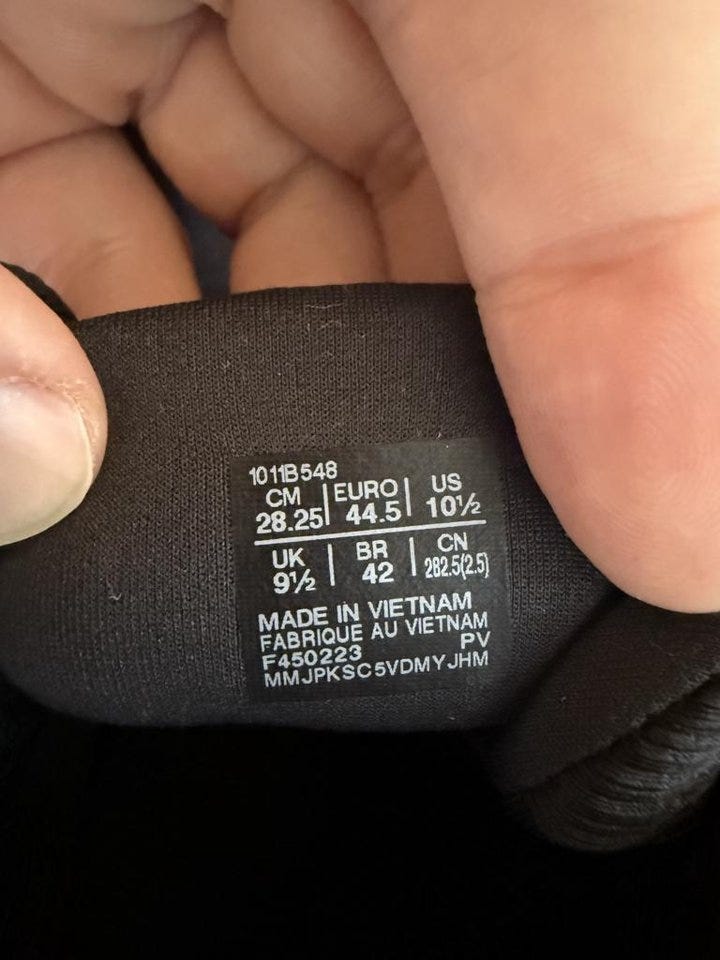 1011B548
CM | EURO | US
28.25 | 44.5 | 10½
UK | BR | CN
9½ | 42 | 282.5(2.5)
MADE IN VIETNAM
FABRIQUE AU VIETNAM
F450223 PV
MMJPKSC5VDMYJHM